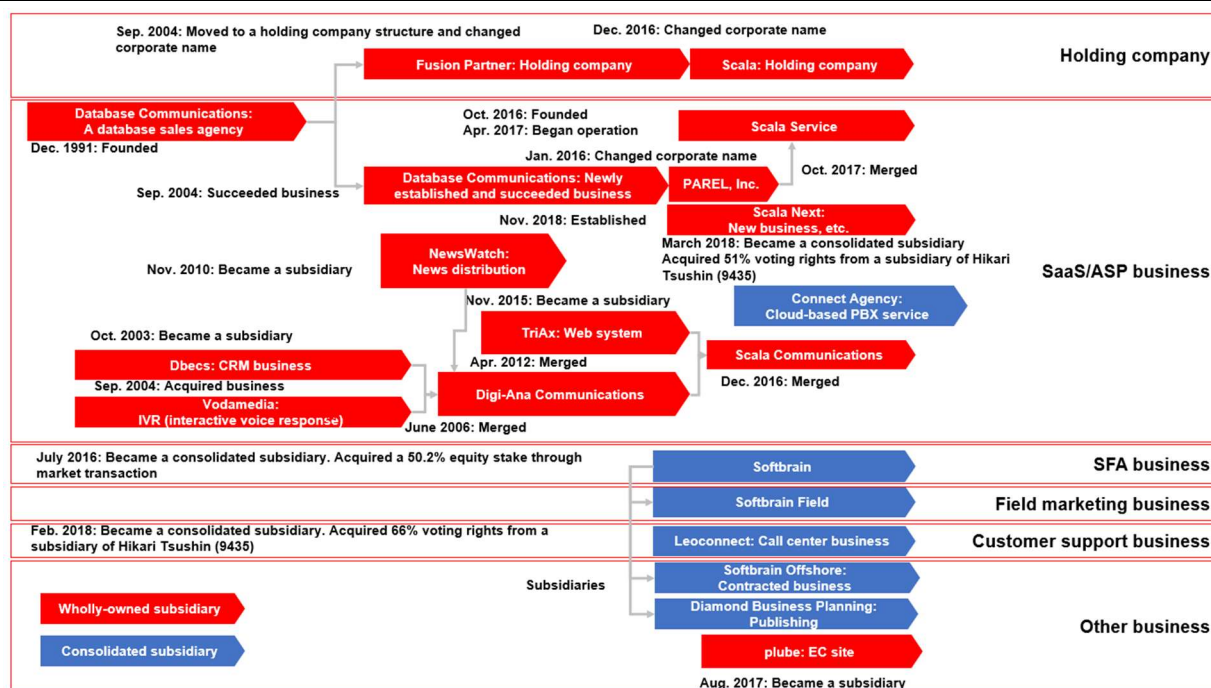 Sep. 2004: Moved to a holding company structure and changed
corporate name
Dec. 2016: Changed corporate name
Holding company
Fusion Partner: Holding company
Scala: Holding company
Database Communications:
A database sales agency
Dec. 1991: Founded
Oct. 2016: Founded
Apr. 2017: Began operation
Scala Service
Jan. 2016: Changed corporate name
Oct. 2017: Merged
Sep. 2004: Succeeded business
Database Communications: Newly
established and succeeded business
PAREL, Inc.
Nov. 2018: Established
Scala Next:
New business, etc.
March 2018: Became a consolidated subsidiary
Acquired 51% voting rights from a subsidiary of Hikari
Tsushin (9435)
SaaS/ASP business
Nov. 2010: Became a subsidiary
NewsWatch:
News distribution
Connect Agency:
Cloud-based PBX service
Nov. 2015: Became a subsidiary
TriAx: Web system
Oct. 2003: Became a subsidiary
Dbecs: CRM business
Apr. 2012: Merged
Scala Communications
Dec. 2016: Merged
Sep. 2004: Acquired business
Vodamedia:
IVR (interactive voice response)
Digi-Ana Communications
June 2006: Merged
July 2016: Became a consolidated subsidiary. Acquired a 50.2% equity stake through
market transaction
Softbrain
SFA business
Softbrain Field
Field marketing business
Feb. 2018: Became a consolidated subsidiary. Acquired 66% voting rights from a
subsidiary of Hikari Tsushin (9435)
Leoconnect: Call center business
Customer support business
Subsidiaries
Softbrain Offshore:
Contracted business
Diamond Business Planning:
Publishing
Other business
Wholly-owned subsidiary
Consolidated subsidiary
plube: EC site
Aug. 2017: Became a subsidiary